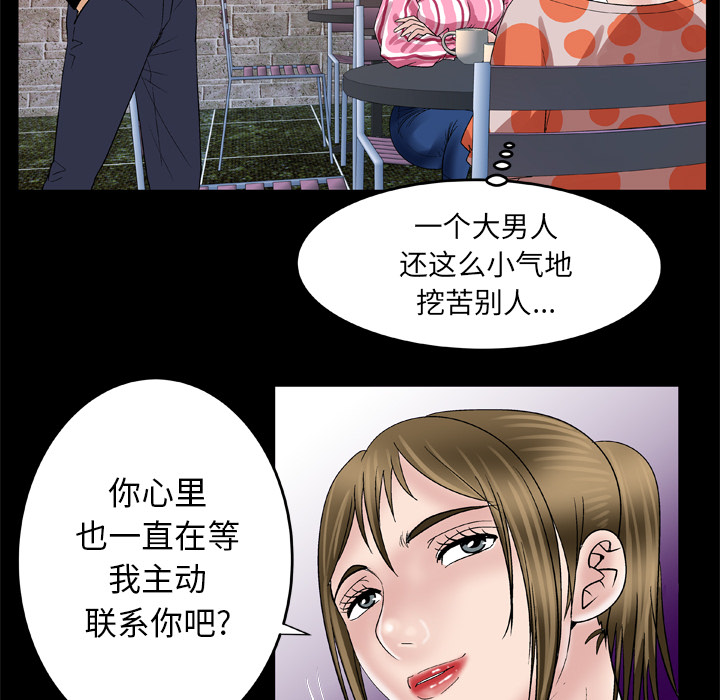 一个大男人
还这么小气地
挖苦别人...
你心里
也一直在等
我主动
联系你吧?